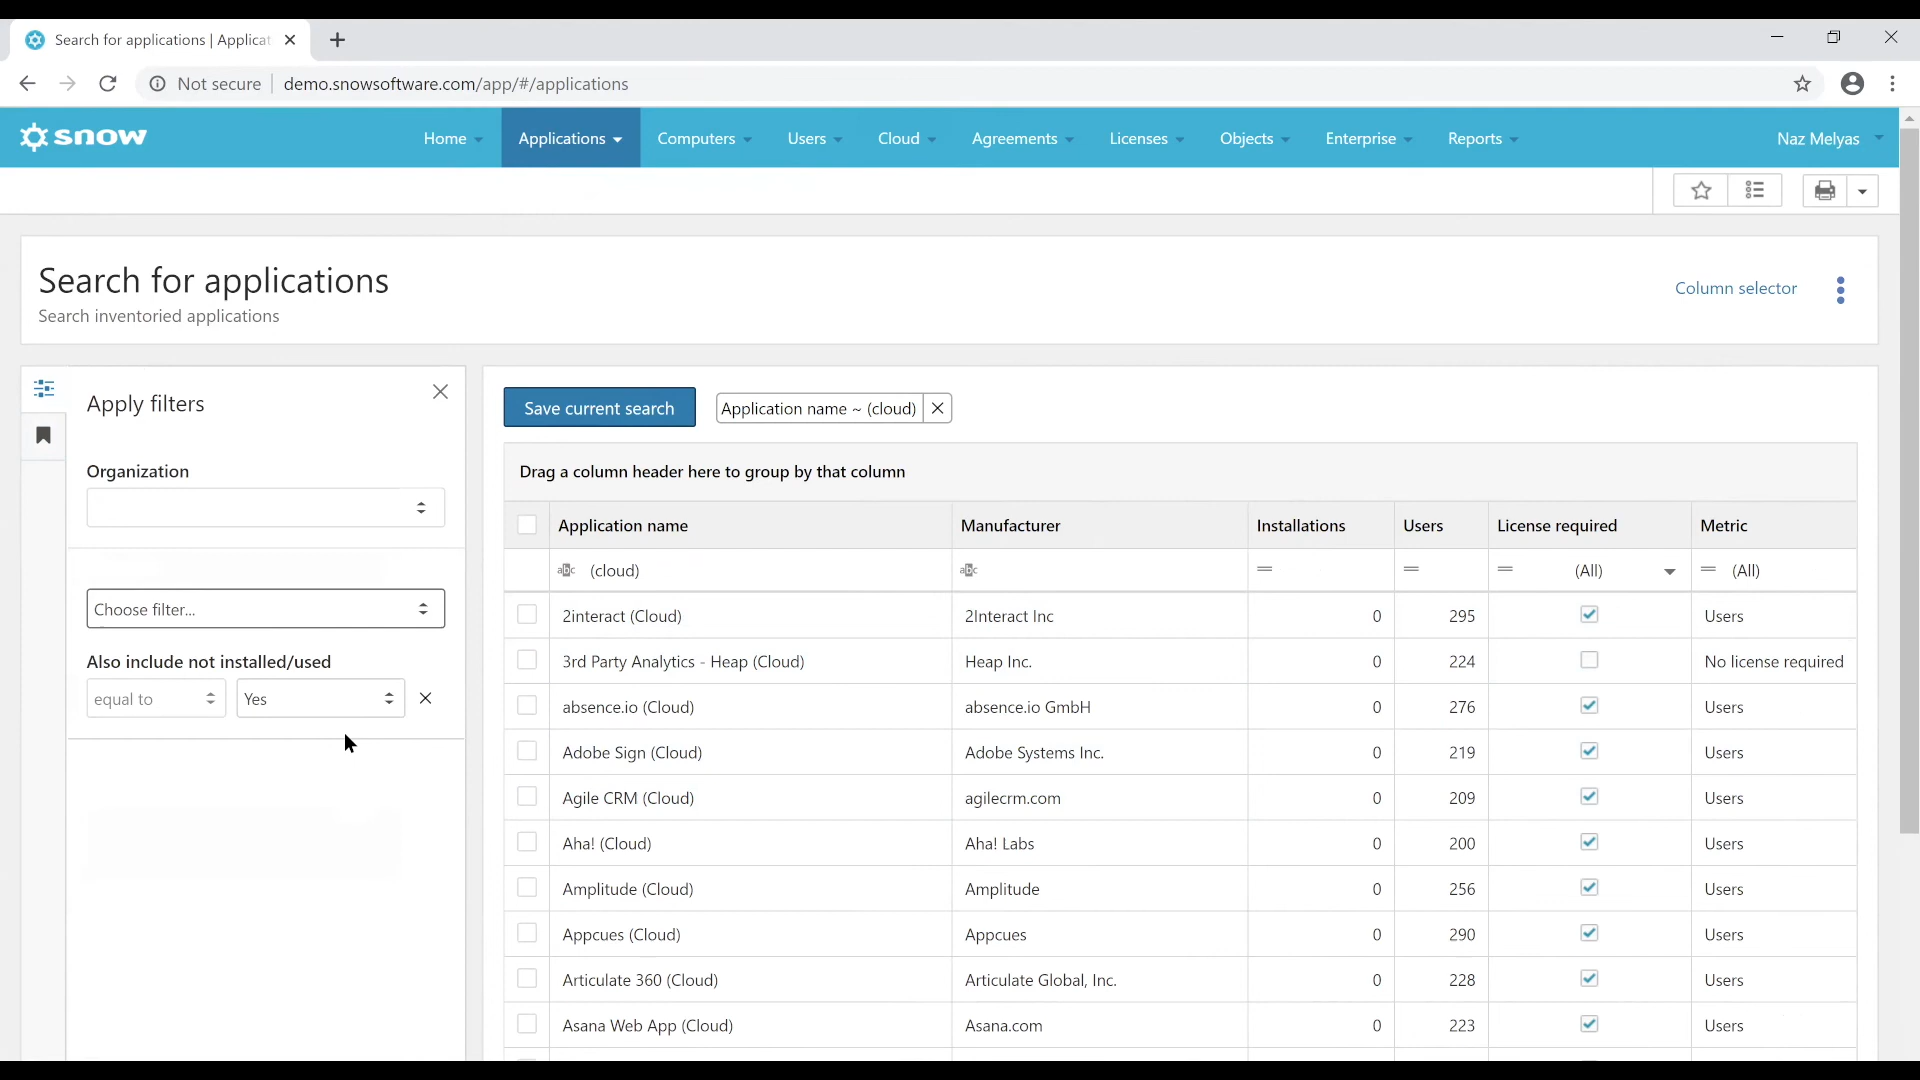 Search for applications | Applicat
Not secure
demo.snowsoftware.com/app/#/applications
snow
Home
Applications
Computers
Users
Cloud
Agreements
Licenses
Objects
Enterprise
Reports
Naz Melyas
Search for applications
Search inventoried applications
Column selector
Apply filters
Organization
Choose filter...
Also include not installed/used
equal to
Yes
Save current search
Application name ~ (cloud)
Drag a column header here to group by that column
Application name Manufacturer Installations Users License required Metric
(cloud) (All) (All)
2interact (Cloud) 2Interact Inc 0 295 Users
3rd Party Analytics - Heap (Cloud) Heap Inc. 0 224 No license required
absence.io (Cloud) absence.io GmbH 0 276 Users
Adobe Sign (Cloud) Adobe Systems Inc. 0 219 Users
Agile CRM (Cloud) agilecrm.com 0 209 Users
Aha! (Cloud) Aha! Labs 0 200 Users
Amplitude (Cloud) Amplitude 0 256 Users
Appcues (Cloud) Appcues 0 290 Users
Articulate 360 (Cloud) Articulate Global, Inc. 0 228 Users
Asana Web App (Cloud) Asana.com 0 223 Users